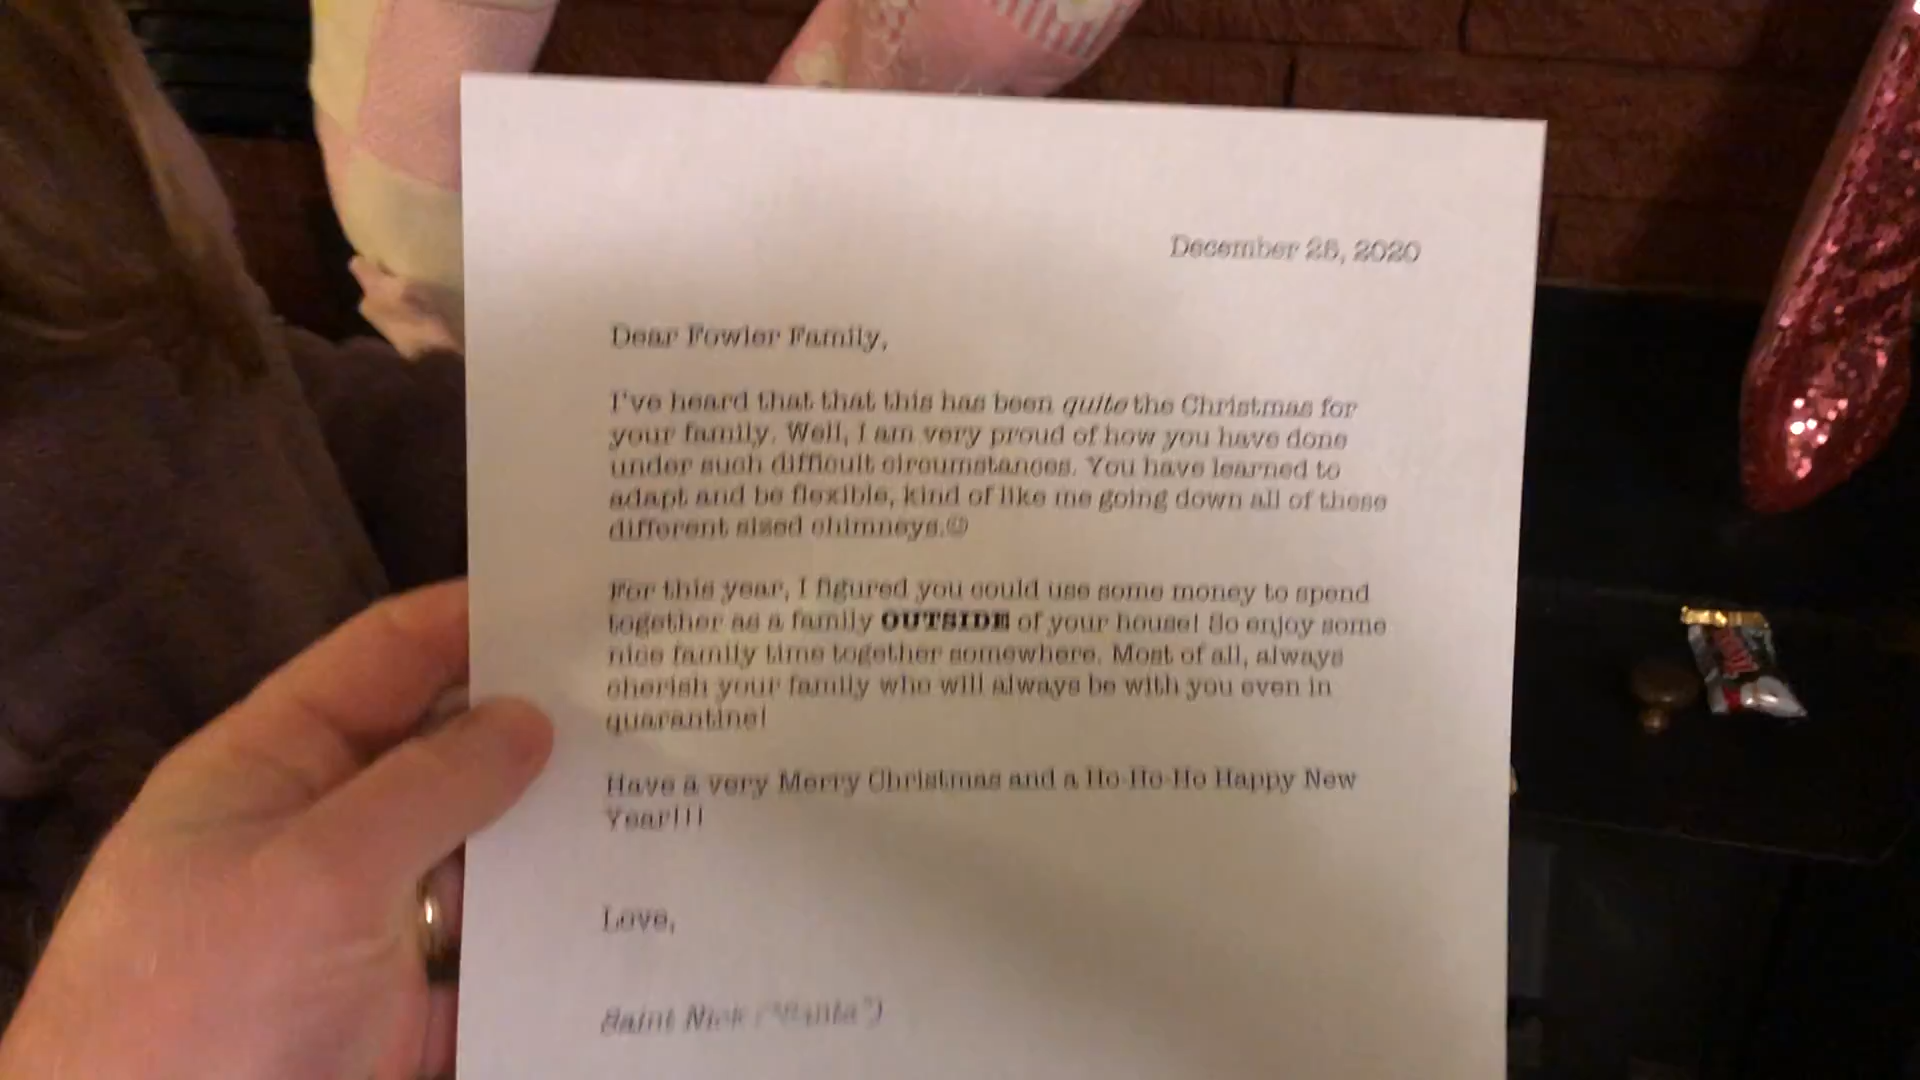 December 25, 2020
Dear Fowler Family,
I've heard that that this has been quite the Christmas for
your family. Well, I am very proud of how you have done
under such difficult circumstances. You have learned to
adapt and be flexible, kind of like me going down all of these
different sized chimneys.☺
For this year, I figured you could use some money to spend
together as a family OUTSIDE of your house! So enjoy some
nice family time together somewhere. Most of all, always
cherish your family who will always be with you even in
quarantine!
Have a very Merry Christmas and a Ho-Ho-Ho Happy New
Year!!!
Love,
Saint Nick ("Santa")